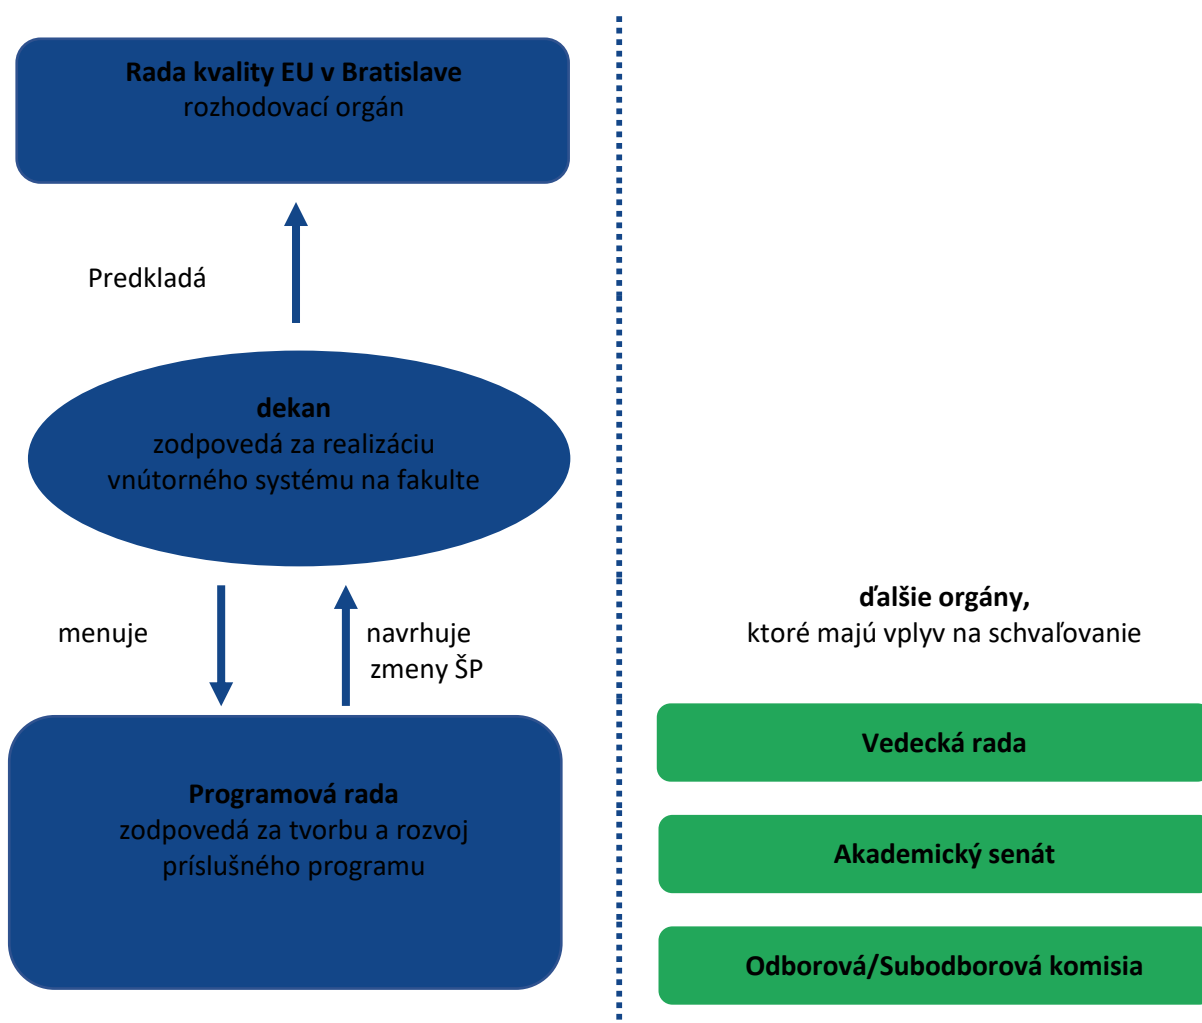 Rada kvality EU v Bratislave
rozhodovací orgán
Predkladá
dekan
zodpovedá za realizáciu
vnútorného systému na fakulte
menuje
navrhuje
zmeny ŠP
Programová rada
zodpovedá za tvorbu a rozvoj
príslušného programu
ďalšie orgány,
ktoré majú vplyv na schvaľovanie
Vedecká rada
Akademický senát
Odborová/Subodborová komisia